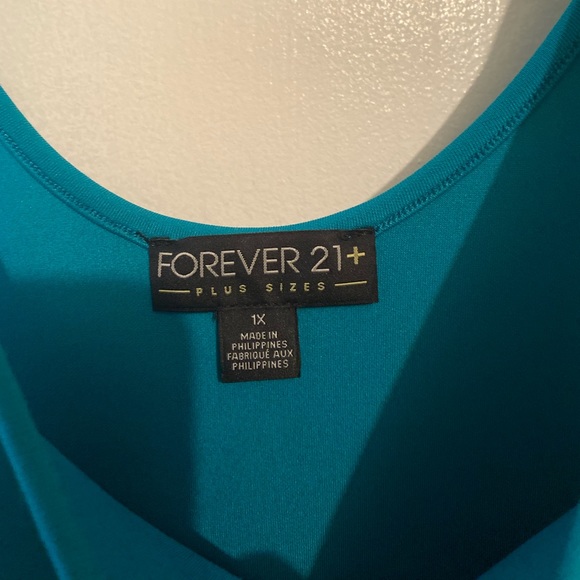 FOREVER 21+
PLUS SIZES
1X
MADE IN
PHILIPPINES
FABRIQUÉ AUX
PHILIPPINES